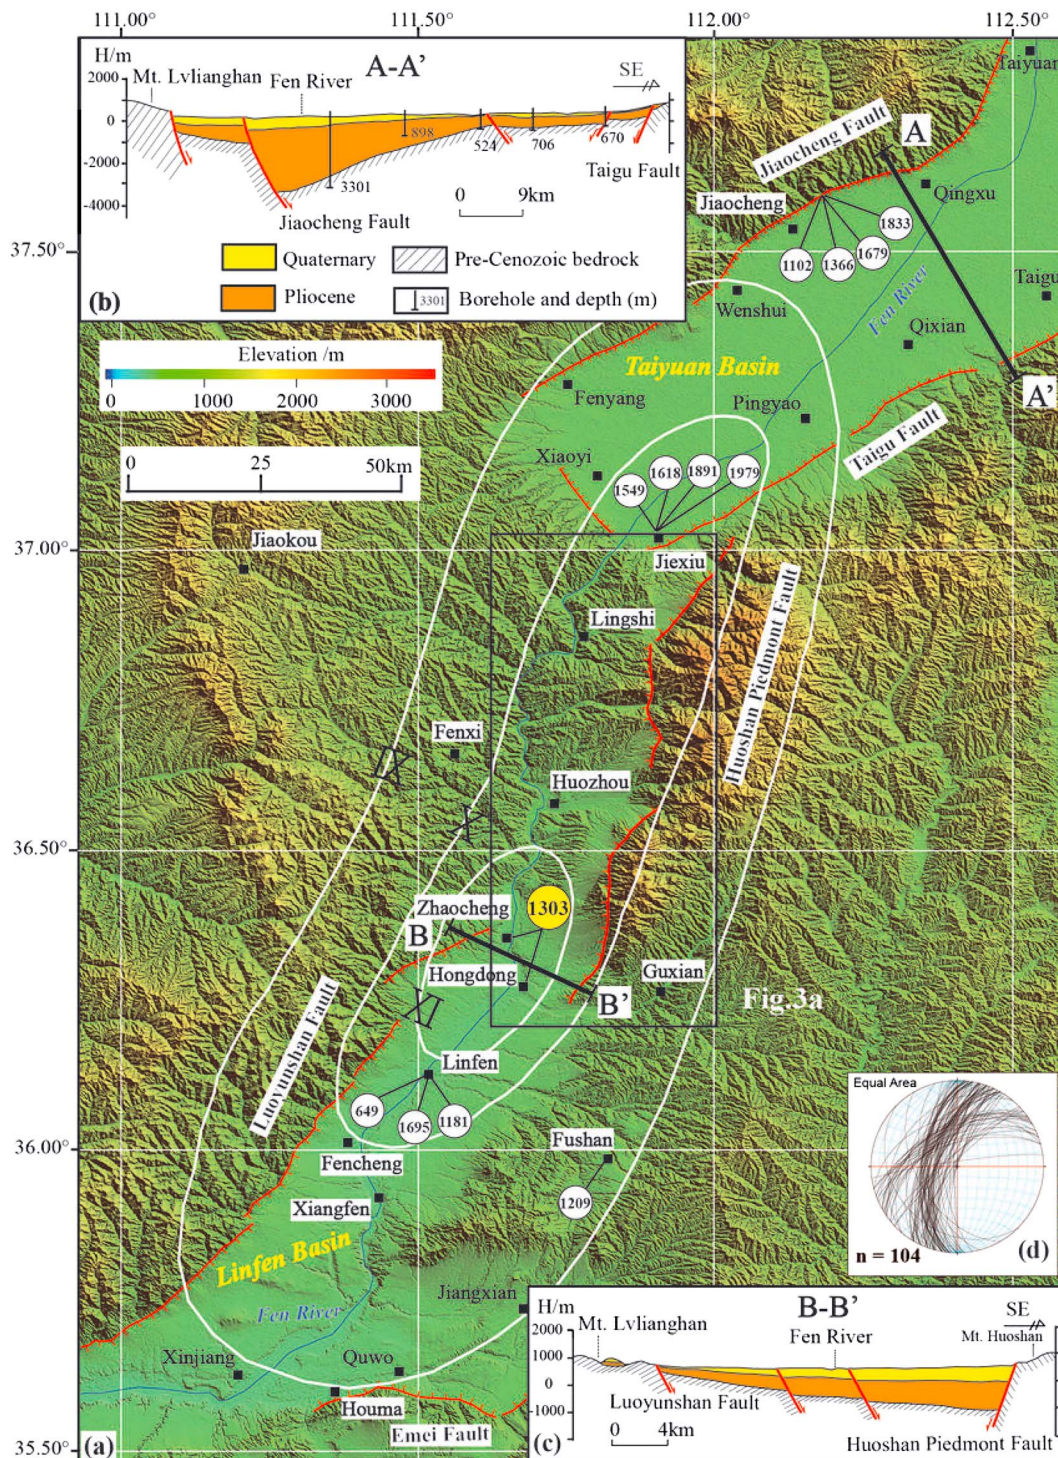 111.00°
111.50°
112.00°
112.50°
H/m
2000
0
-2000
-4000
Mt. Lvlianghan
Fen River
A-A’
SE
3301
898
524
706
670
Taigu Fault
Jiaocheng Fault
0 9km
Quaternary
Pre-Cenozoic bedrock
Pliocene
3301
Borehole and depth (m)
(b)
Taiyuan
Jiaocheng Fault
A
Qingxu
Jiaocheng
1833
1679
1366
1102
37.50°
Fen River
Taigu
Wenshui
Qixian
Elevation /m
0 1000 2000 3000
Taiyuan Basin
Fenyang
Pingyao
A’
Taigu Fault
0 25 50km
Xiaoyi
1549
1618
1891
1979
37.00°
Jiaokou
Jiexiu
Lingshi
Huoshan Piedmont Fault
Fenxi
IX
Huozhou
X
36.50°
Zhaocheng
1303
B
Hongdong
Guxian
B’
Fig.3a
XI
Luoyunshan Fault
Linfen
649
1695
1181
36.00°
Fencheng
Fushan
1209
Xiangfen
Linfen Basin
Fen River
Jiangxian
Xinjiang
Quwo
Houma
Emei Fault
35.50°
(a)
Equal Area
n = 104
(d)
H/m
2000
1000
0
-1000
B-B’
SE
Mt. Lvlianghan
Fen River
Mt. Huoshan
Luoyunshan Fault
0 4km
Huoshan Piedmont Fault
(c)